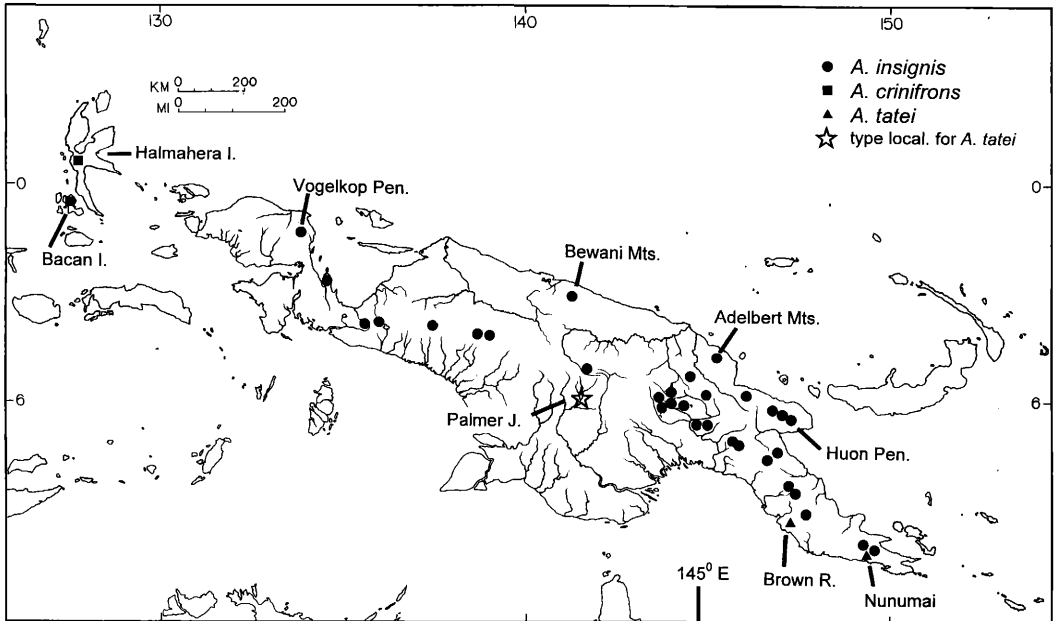 130
140
150
KM 0 200
MI 0 200
A. insignis
A. crinifrons
A. tatei
type local. for A. tatei
Halmahera I.
0
0
Vogelkop Pen.
Bacan I.
Bewani Mts.
Adelbert Mts.
6
6
Palmer J.
Huon Pen.
145⁰ E
Brown R.
Nunumai